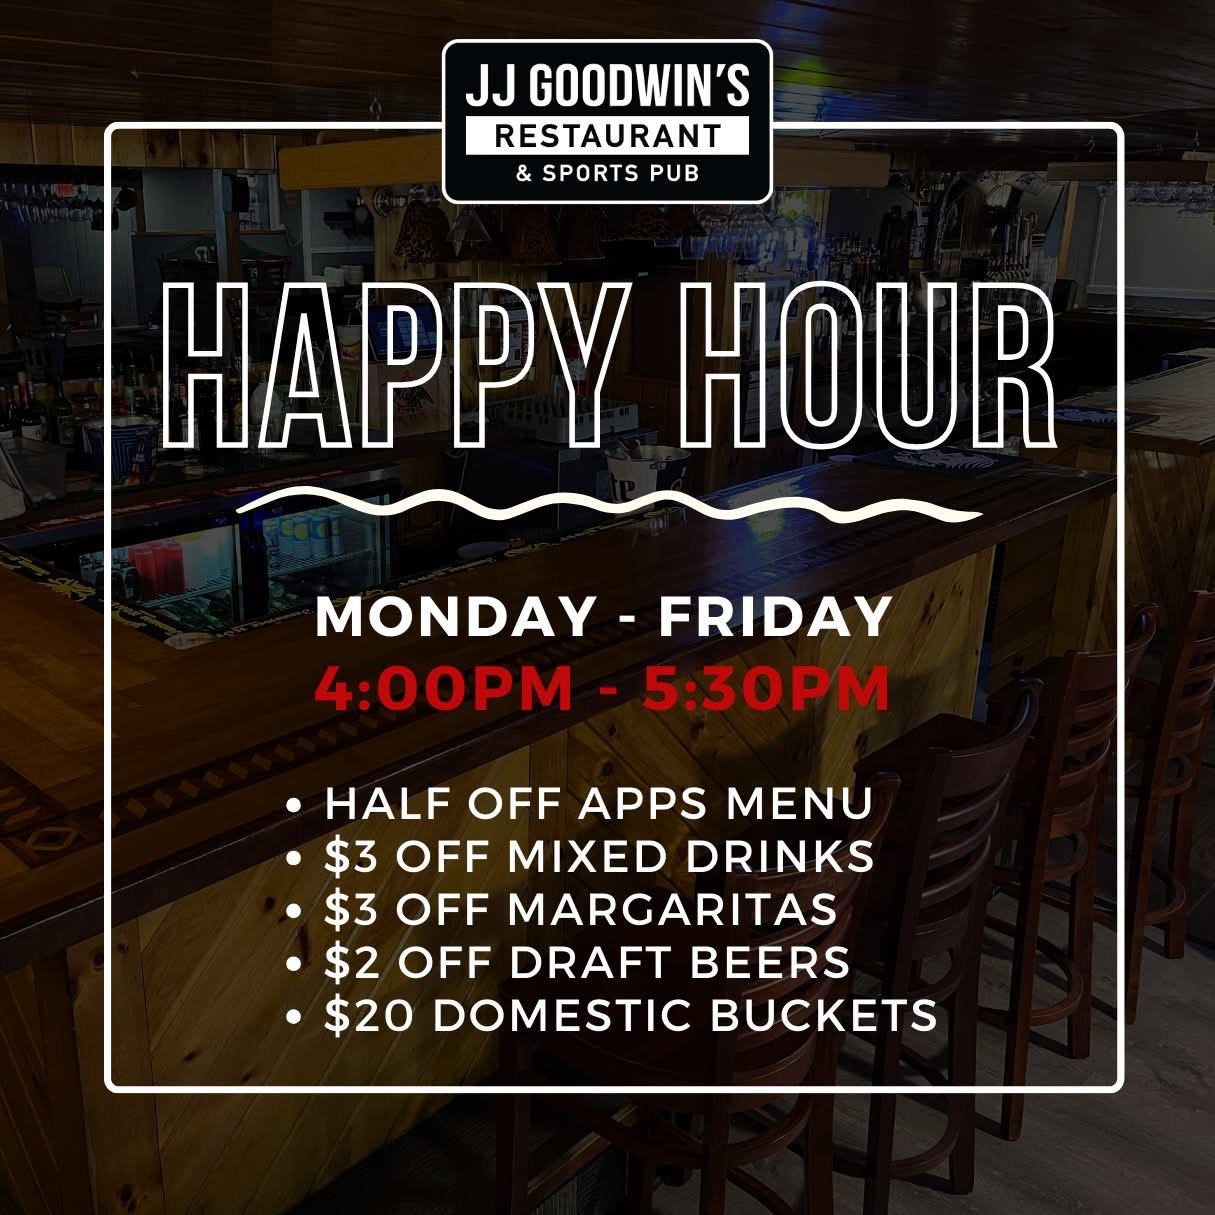 JJ GOODWIN'S
RESTAURANT
& SPORTS PUB
HAPPY HOUR
MONDAY - FRIDAY
4:00PM - 5:30PM
• HALF OFF APPS MENU
• $3 OFF MIXED DRINKS
• $3 OFF MARGARITAS
• $2 OFF DRAFT BEERS
• $20 DOMESTIC BUCKETS